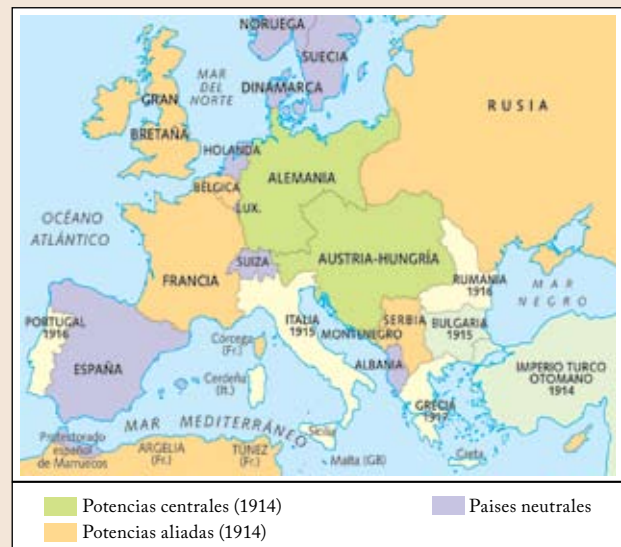 NORUEGA
SUECIA
MAR
DEL
NORTE
DINAMARCA
RUSIA
GRAN
BRETAÑA
HOLANDA
ALEMANIA
BÉLGICA
LUX.
OCÉANO
ATLÁNTICO
SUIZA
AUSTRIA-HUNGRÍA
FRANCIA
RUMANIA
1916
MAR
NEGRO
PORTUGAL
1916
ITALIA
1915
SERBIA
BULGARIA
1915
MONTENEGRO
Córcega
(Fr.)
ESPAÑA
ALBANIA
IMPERIO TURCO
OTOMANO
1914
Cerdeña
(It.)
GRECIA
1917
MAR MEDITERRÁNEO
Sicilia
Protectorado
español
de Marruecos
ARGELIA
(Fr.)
TÚNEZ
(Fr.)
Malta (GB)
Creta
Potencias centrales (1914)
Paises neutrales
Potencias aliadas (1914)